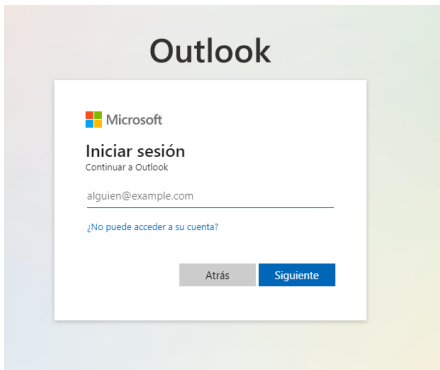 Outlook
Microsoft
Iniciar sesión
Continuar a Outlook
alguien@example.com
¿No puede acceder a su cuenta?
Atrás Siguiente